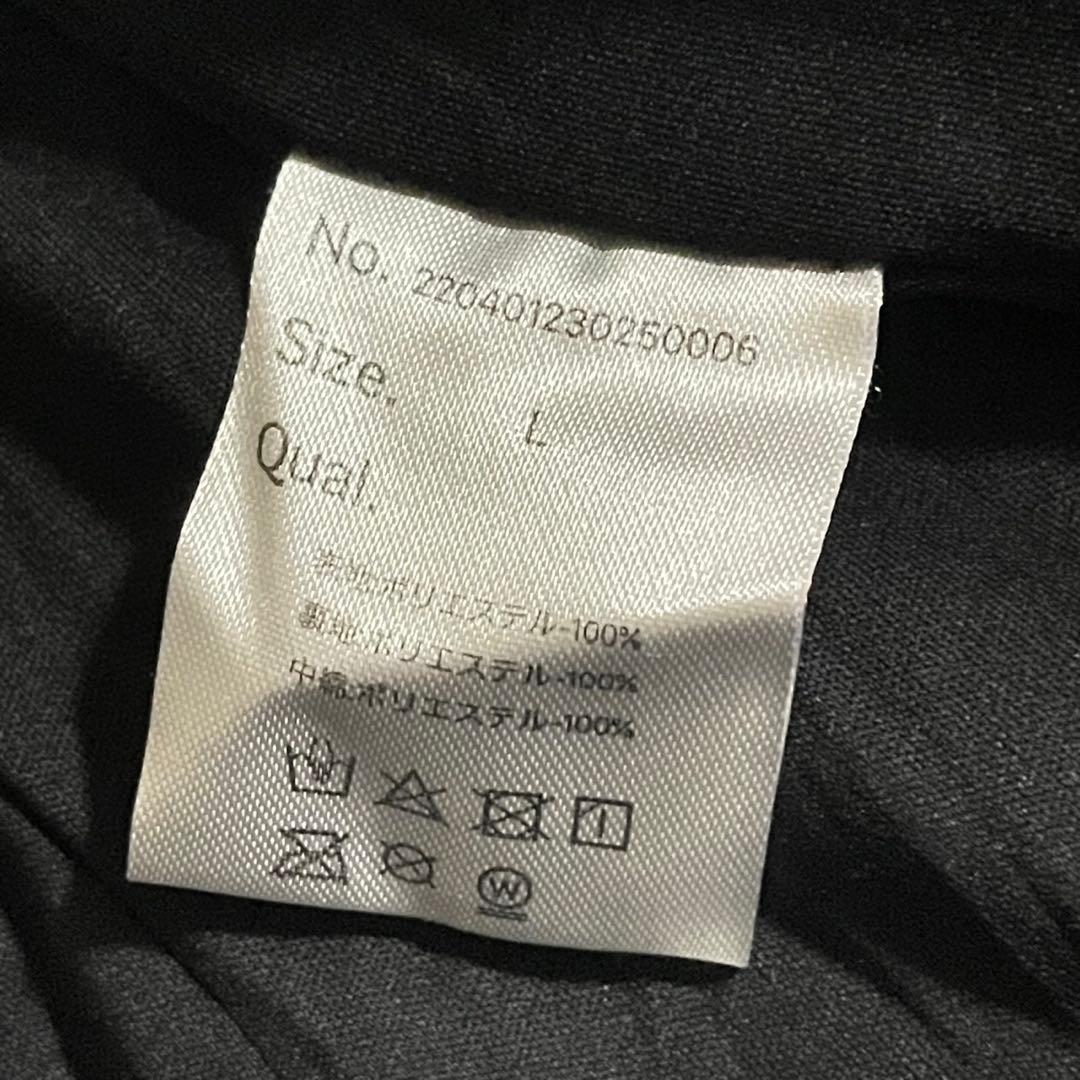 No. 220401230250006
Size. L
Qual.
表地:ポリエステル-100%
裏地:ポリエステル-100%
中綿:ポリエステル-100%
W